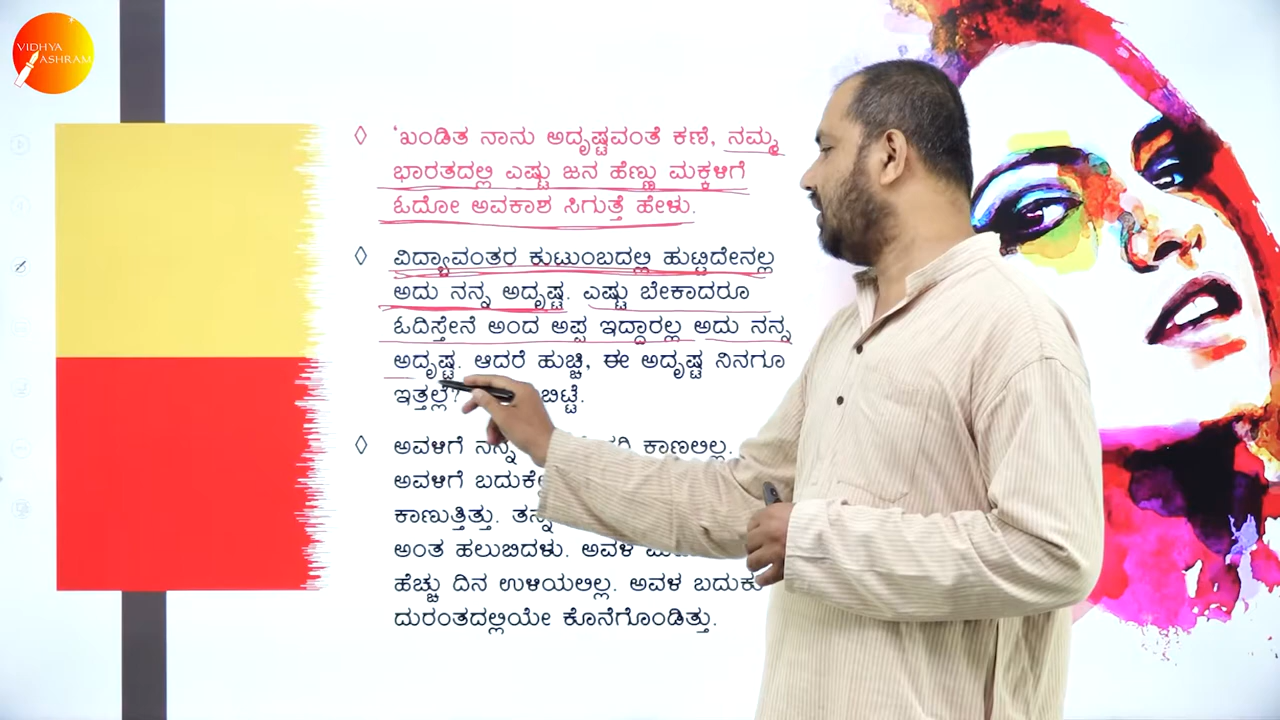 VIDHYA
ASHRAM
'ಖಂಡಿತ ನಾನು ಅದೃಷ್ಟವಂತೆ ಕಣೆ, ನಮ್ಮ
ಭಾರತದಲ್ಲಿ ಎಷ್ಟು ಜನ ಹೆಣ್ಣು ಮಕ್ಕಳಿಗೆ
ಓದೋ ಅವಕಾಶ ಸಿಗುತ್ತೆ ಹೇಳು.
ವಿದ್ಯಾವಂತರ ಕುಟುಂಬದಲ್ಲಿ ಹುಟ್ಟಿದೇನಲ್ಲ
ಅದು ನನ್ನ ಅದೃಷ್ಟ. ಎಷ್ಟು ಬೇಕಾದರೂ
ಓದಿಸ್ತೇನೆ ಅಂದ ಅಪ್ಪ ಇದ್ದಾರಲ್ಲ ಅದು ನನ್ನ
ಅದೃಷ್ಟ. ಆದರೆ ಹುಚ್ಚಿ, ಈ ಅದೃಷ್ಟ ನಿನಗೂ
ಇತ್ತಲ್ಲೆ? ಬಿಟ್ಟೆ.
ಅವಳಿಗೆ ನನ್ನ ಕಾಣಲಿಲ್ಲ.
ಅವಳಿಗೆ
ಕಾಣುತ್ತಿತ್ತು. ತನ್ನ
ಅಂತ ಹಲುಬಿದಳು. ಅವಳ
ಹೆಚ್ಚು ದಿನ ಉಳಿಯಲಿಲ್ಲ. ಅವಳ ಬದುಕು
ದುರಂತದಲ್ಲಿಯೇ ಕೊನೆಗೊಂಡಿತ್ತು.